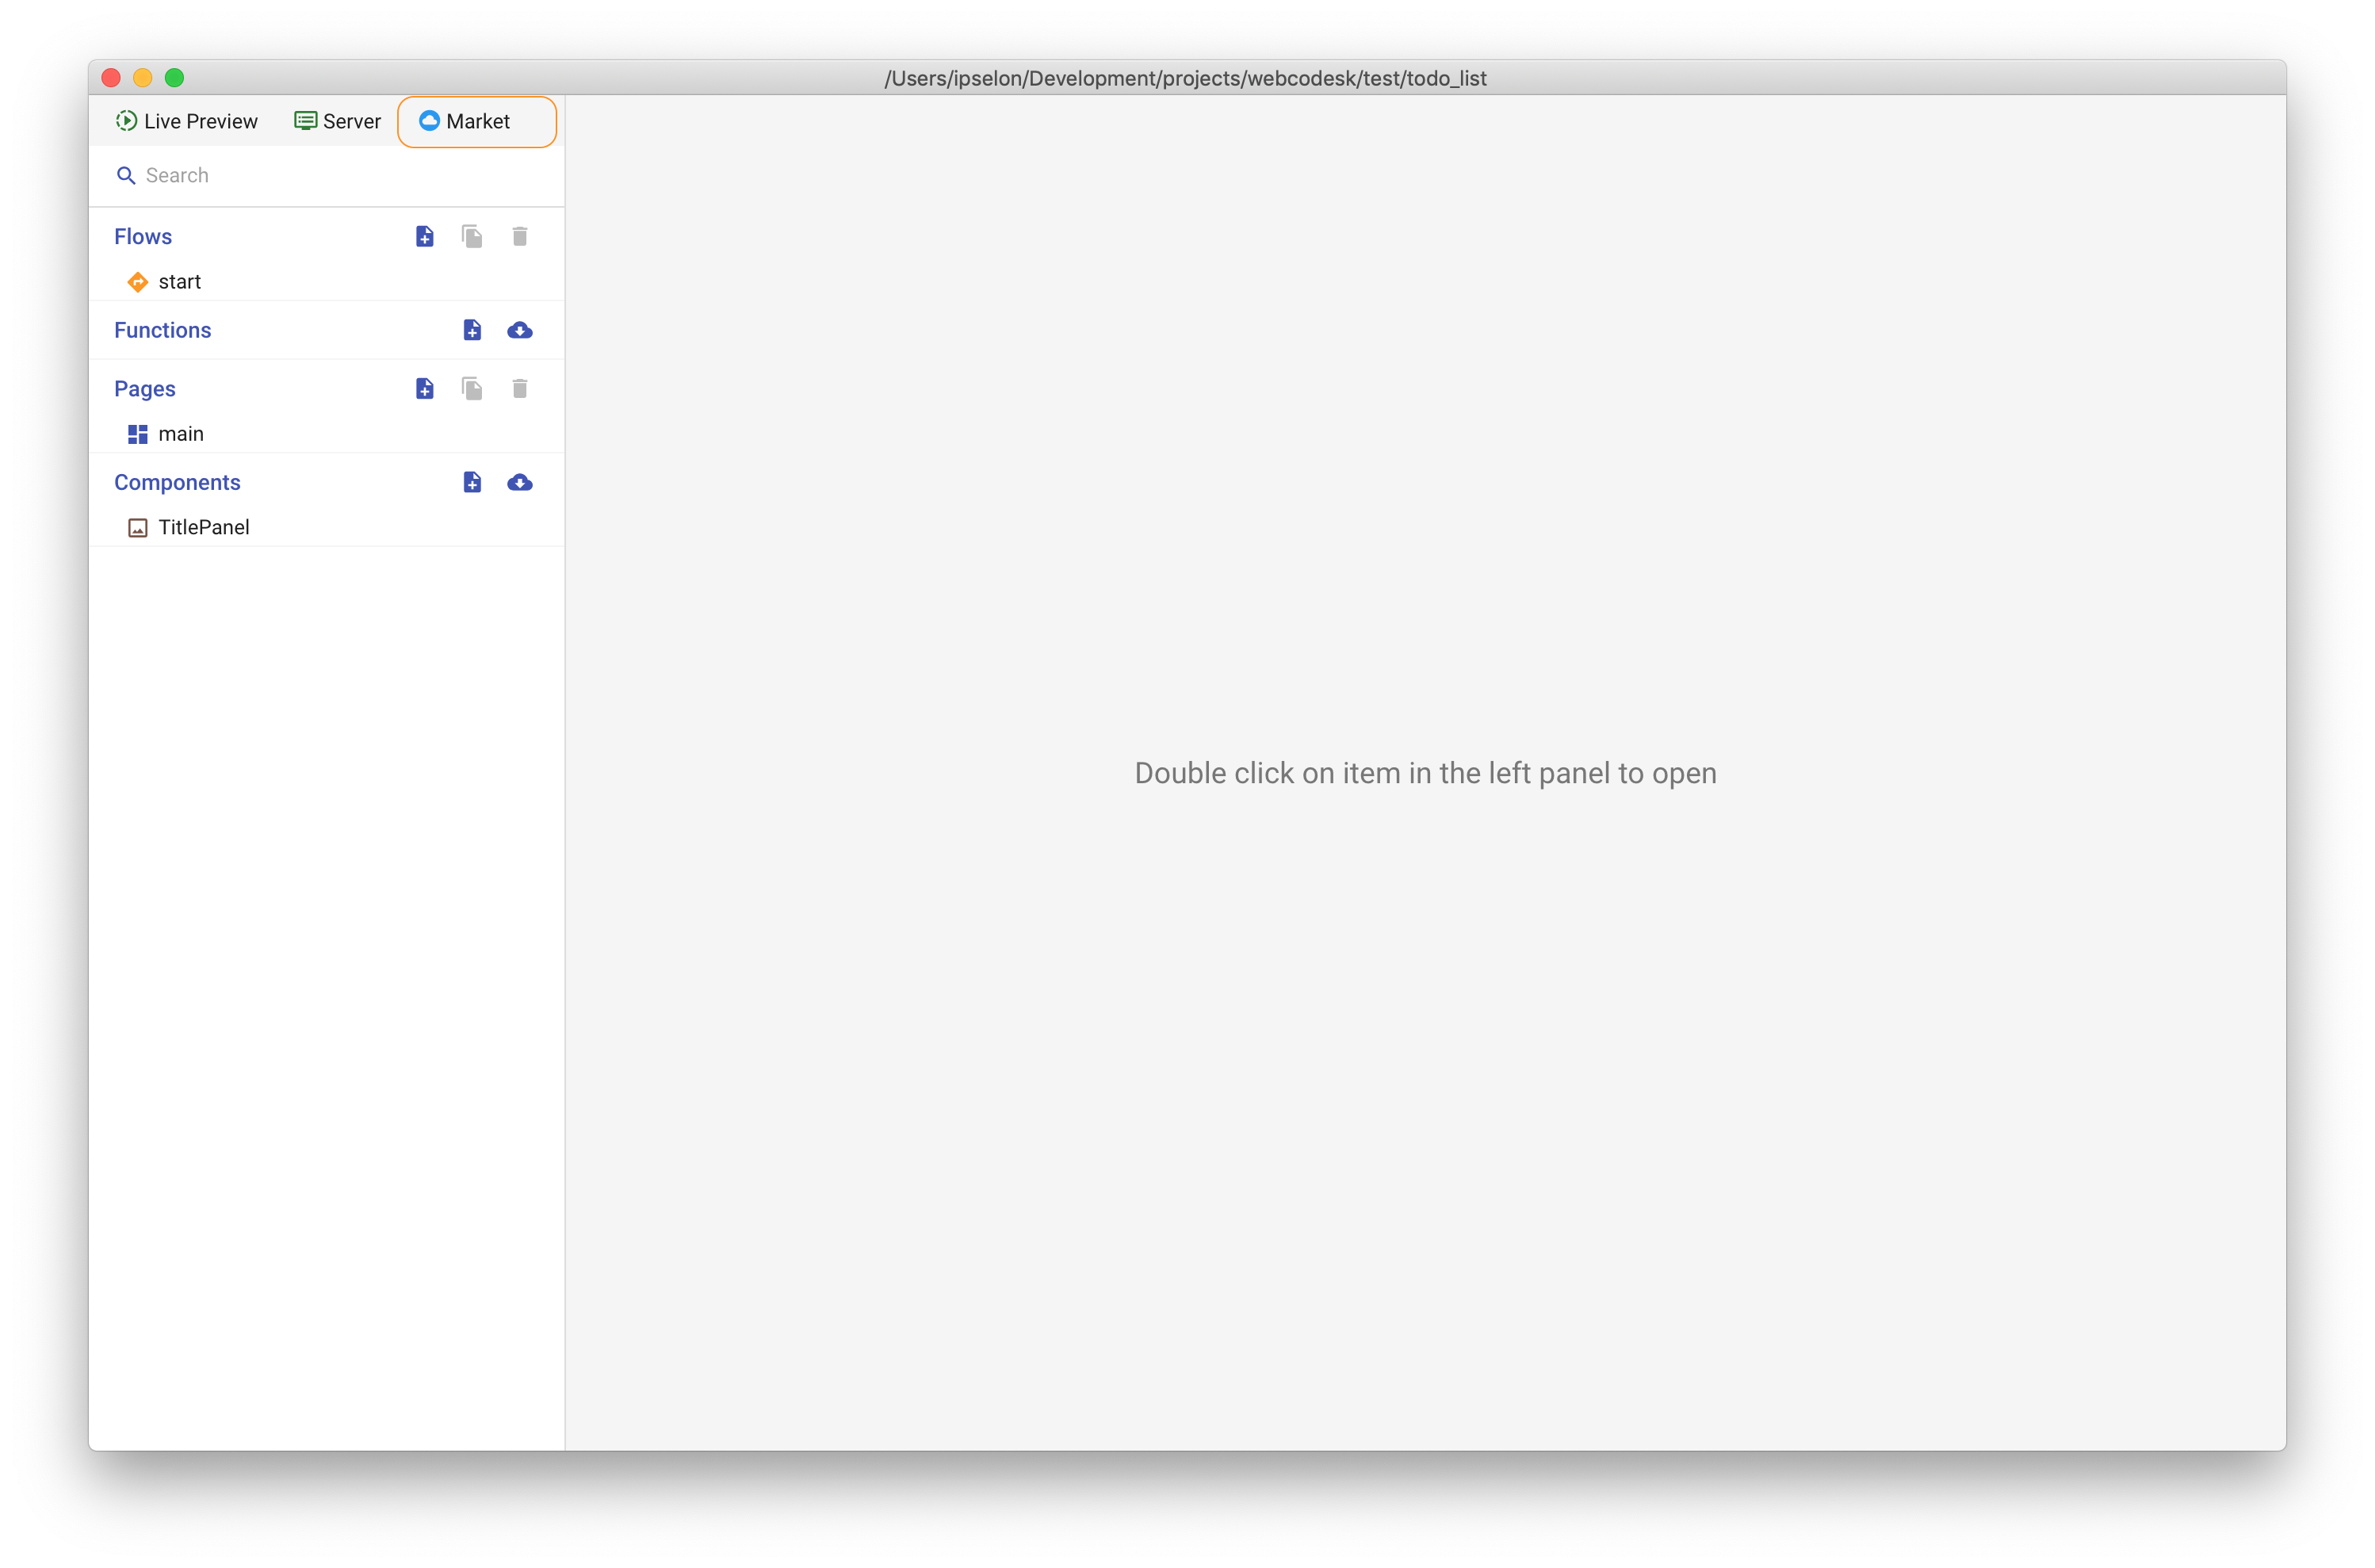 /Users/ipselon/Development/projects/webcodesk/test/todo_list
Live Preview Server Market
Search
Flows
start
Functions
Pages
main
Components
TitlePanel
Double click on item in the left panel to open